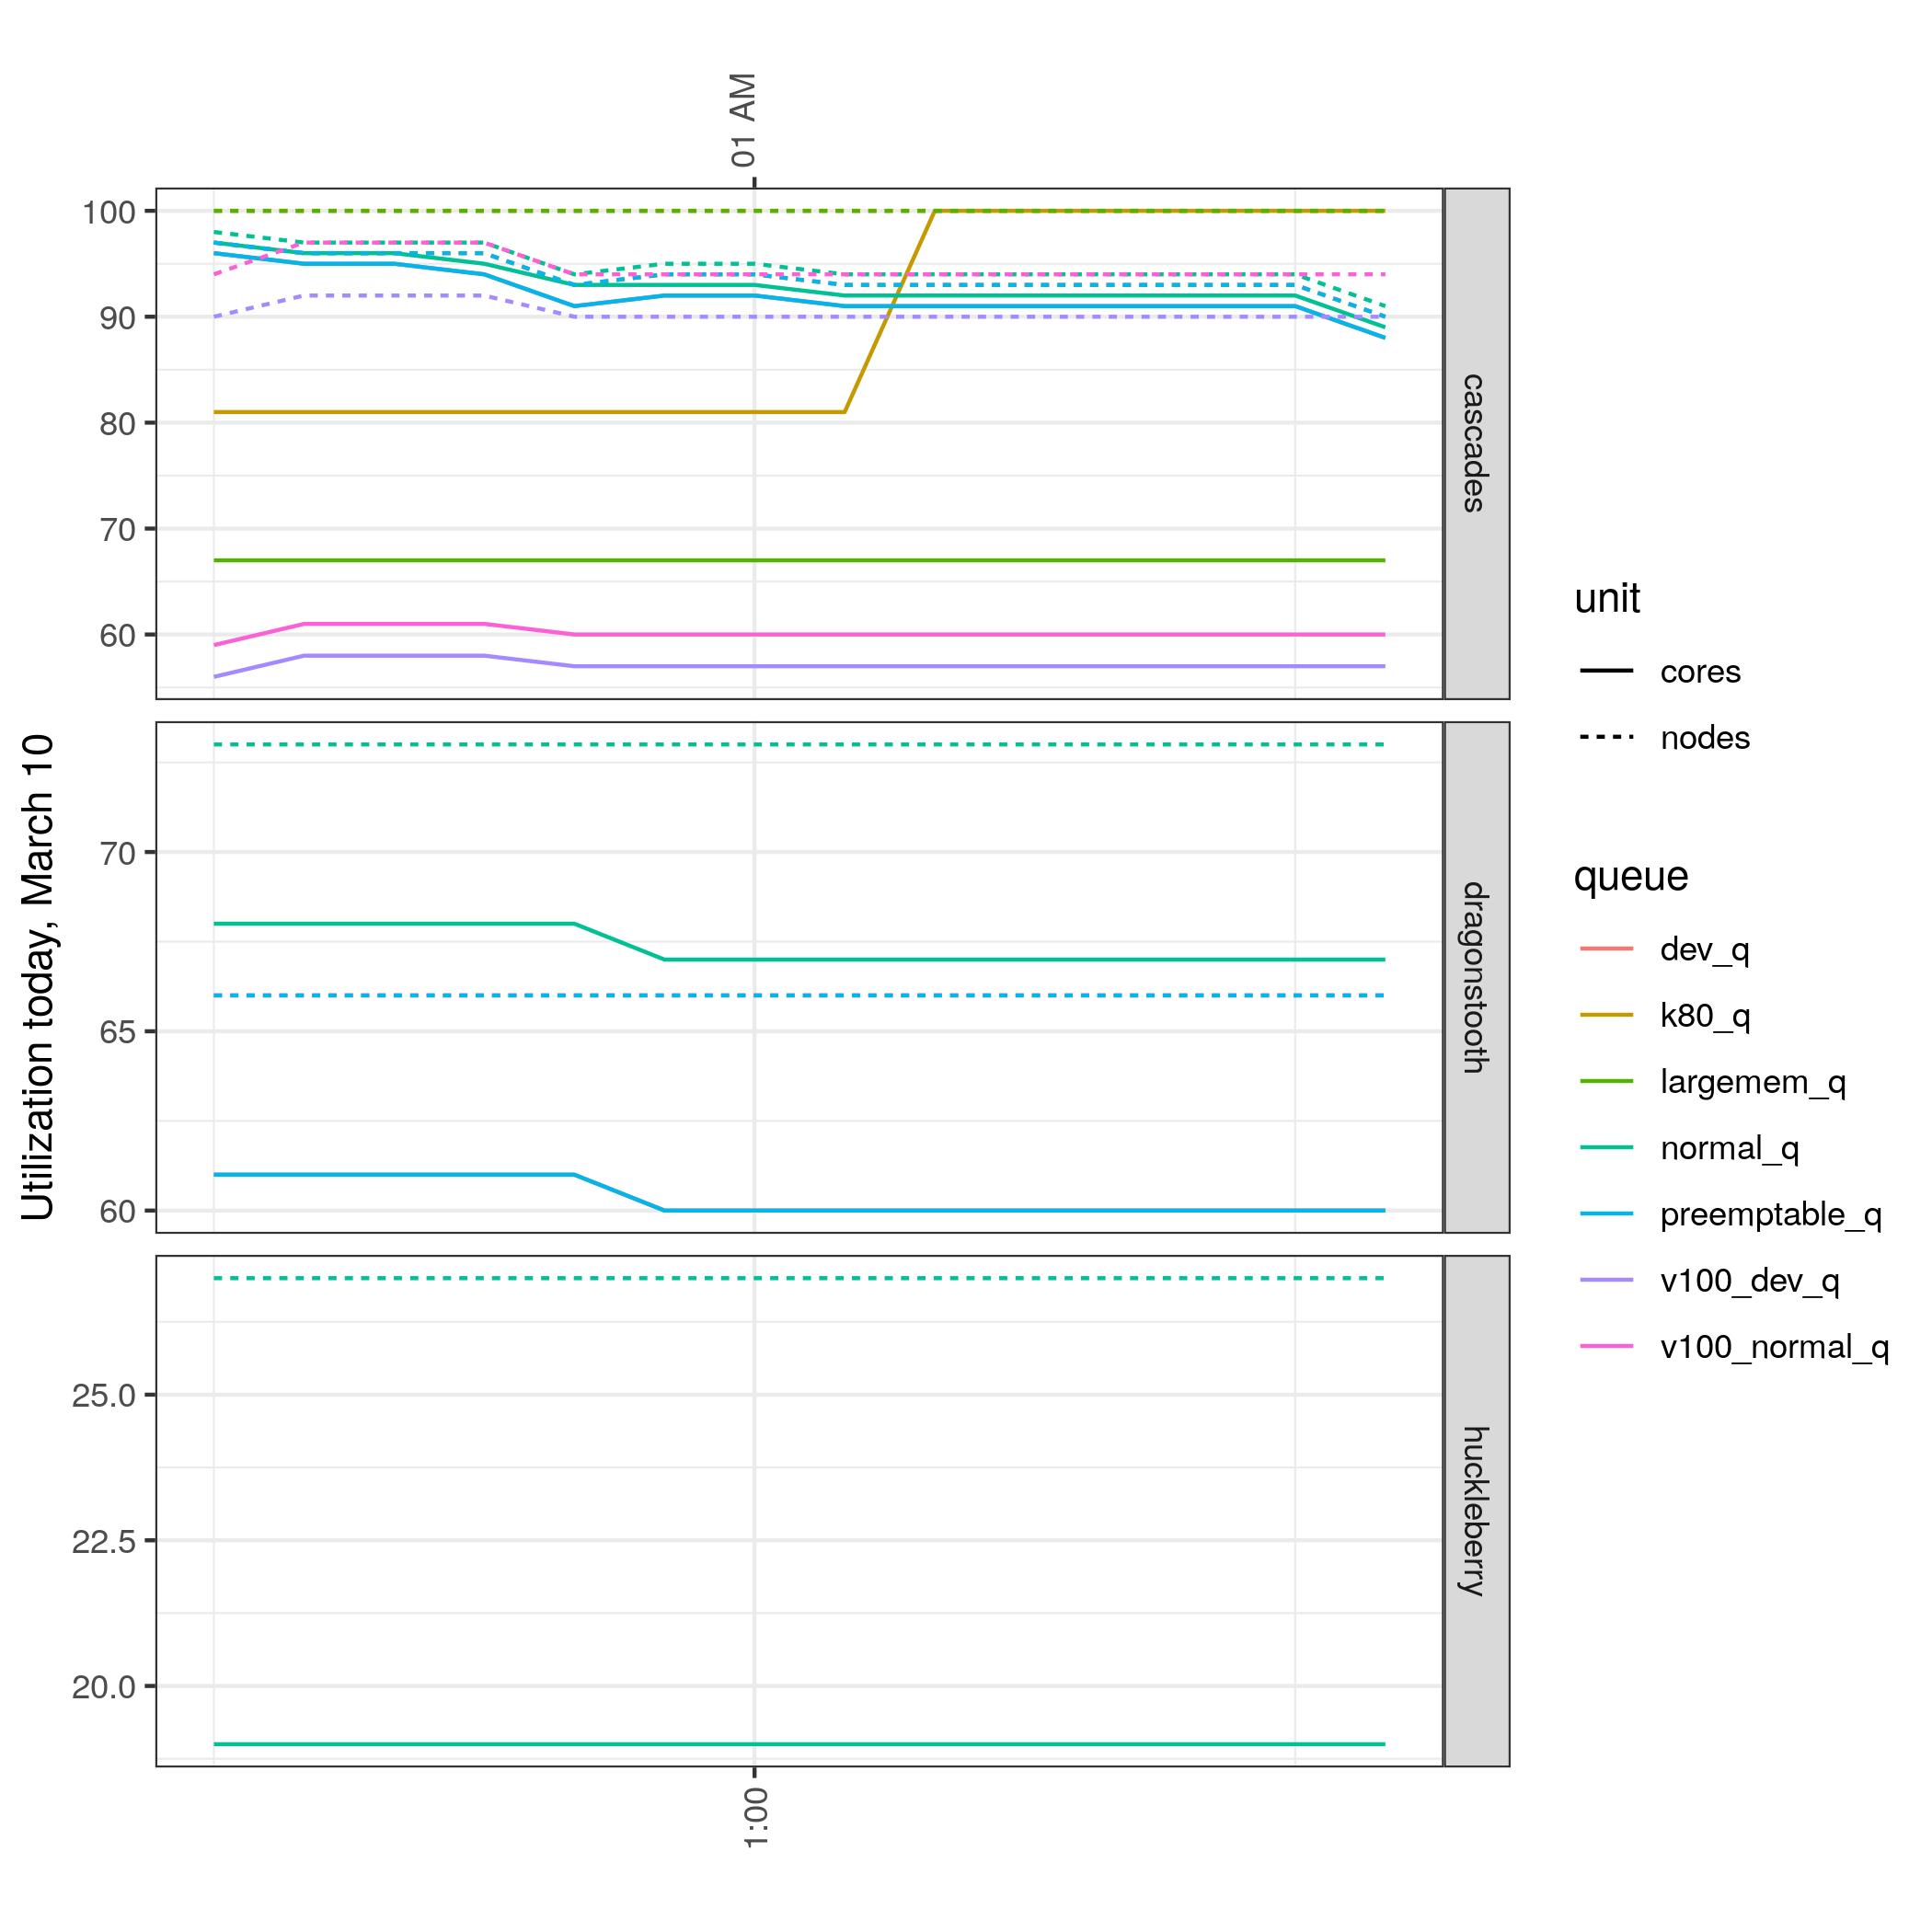 01 AM
100
90
80
70
60
cascades
70
65
60
dragonstooth
25.0
22.5
20.0
huckleberry
1:00
Utilization today, March 10
unit
cores
nodes
queue
dev_q
k80_q
largemem_q
normal_q
preemptable_q
v100_dev_q
v100_normal_q